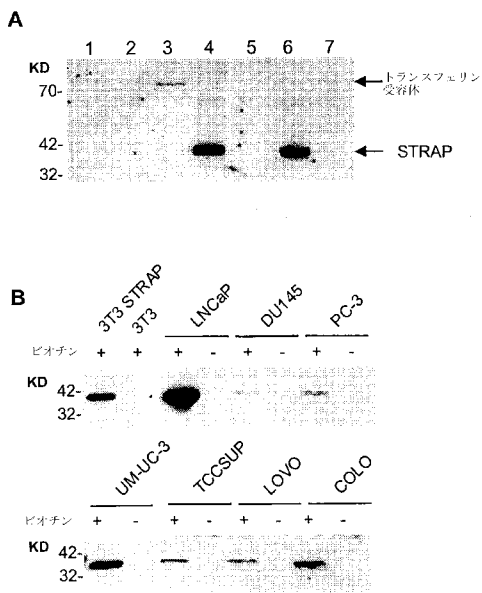 A
1 2 3 4 5 6 7
KD
70-
トランスフェリン
受容体
42-
STRAP
32-
B
3T3 STRAP 3T3 LNCaP DU145 PC-3
ビオチン + + + - + - + -
KD
42-
32-
UM-UC-3 TCCSUP LOVO COLO
ビオチン + - + - + - + -
KD
42-
32-